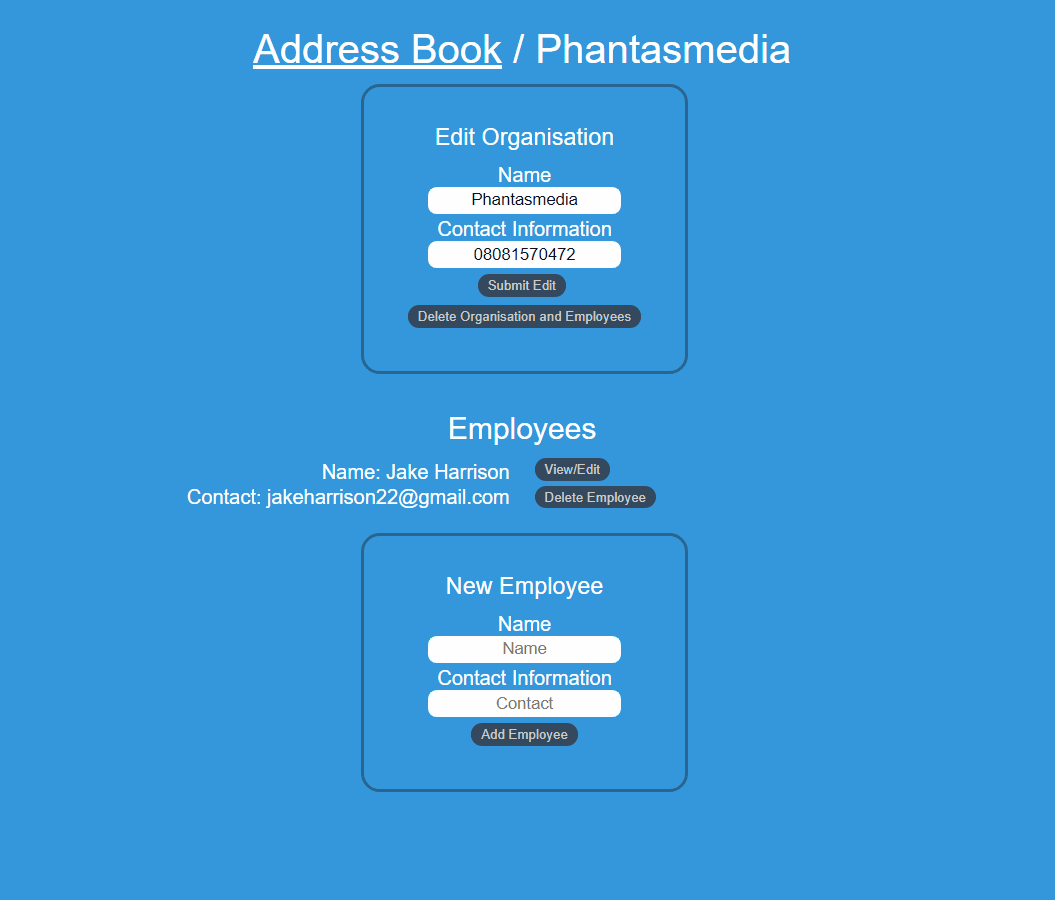 Address Book / Phantasmedia
Edit Organisation
Name
Phantasmedia
Contact Information
08081570472
Submit Edit
Delete Organisation and Employees
Employees
Name: Jake Harrison View/Edit
Contact: jakeharrison22@gmail.com Delete Employee
New Employee
Name
Name
Contact Information
Contact
Add Employee